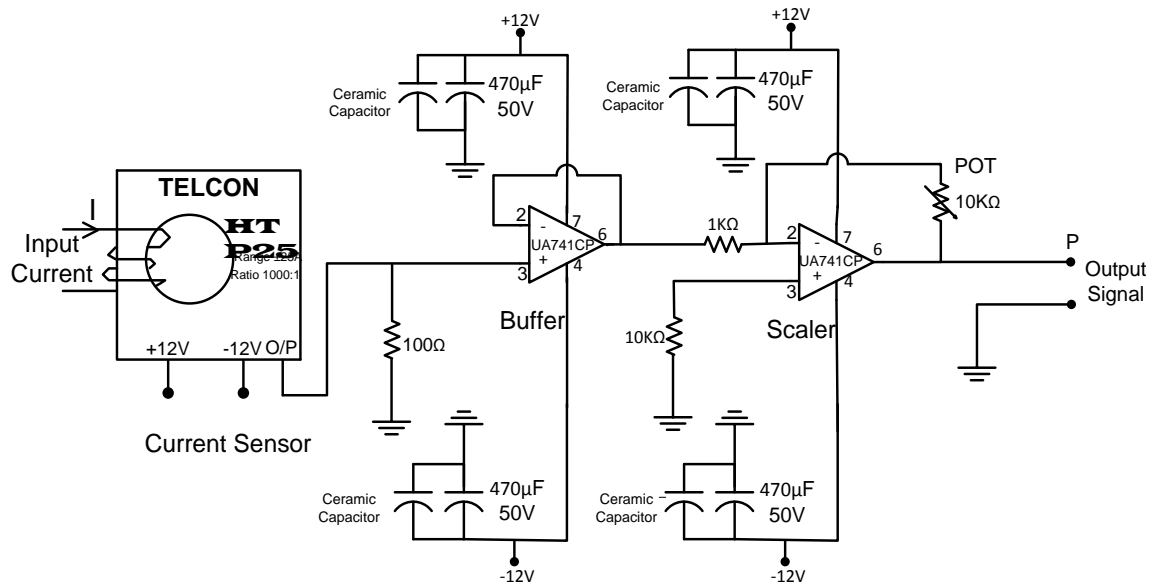 +12V
+12V
Ceramic
Capacitor
470µF
50V
Ceramic
Capacitor
470µF
50V
TELCON
HT
P25
Ratio 1000:1
I
Input
Current
+12V
-12V
O/P
Current Sensor
100Ω
2
-
7
UA741CP
6
+
3
4
Buffer
1KΩ
POT
10KΩ
2
-
7
UA741CP
6
+
3
4
10KΩ
Scaler
P
Output
Signal
Ceramic
Capacitor
470µF
50V
Ceramic
Capacitor
470µF
50V
-12V
-12V